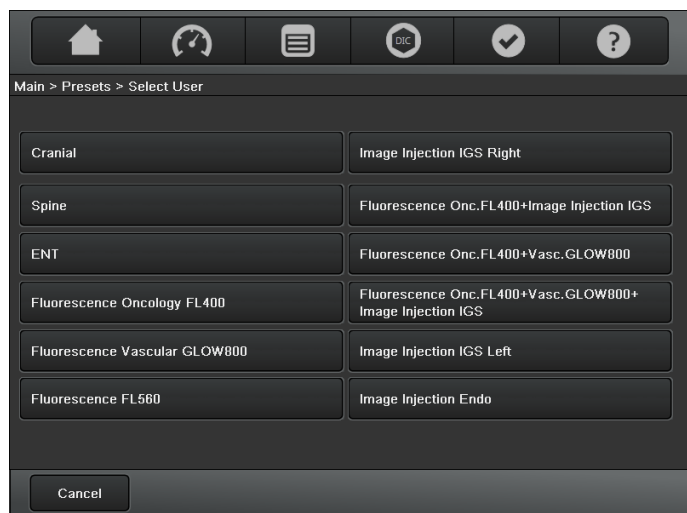 DIC
?
Main > Presets > Select User
Cranial
Image Injection IGS Right
Spine
Fluorescence Onc.FL400+Image Injection IGS
ENT
Fluorescence Onc.FL400+Vasc.GLOW800
Fluorescence Oncology FL400
Fluorescence Onc.FL400+Vasc.GLOW800+
Image Injection IGS
Fluorescence Vascular GLOW800
Image Injection IGS Left
Fluorescence FL560
Image Injection Endo
Cancel